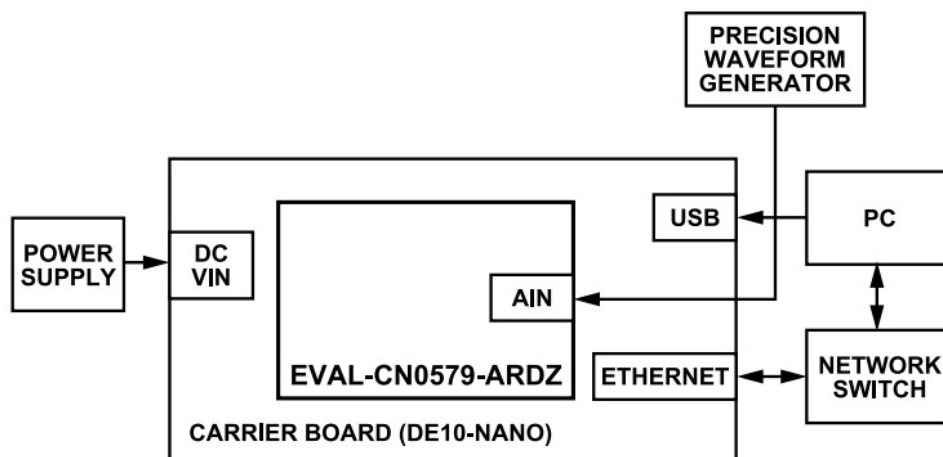 PRECISION
WAVEFORM
GENERATOR
POWER
SUPPLY
DC
VIN
USB
PC
AIN
EVAL-CN0579-ARDZ
ETHERNET
NETWORK
SWITCH
CARRIER BOARD (DE10-NANO)